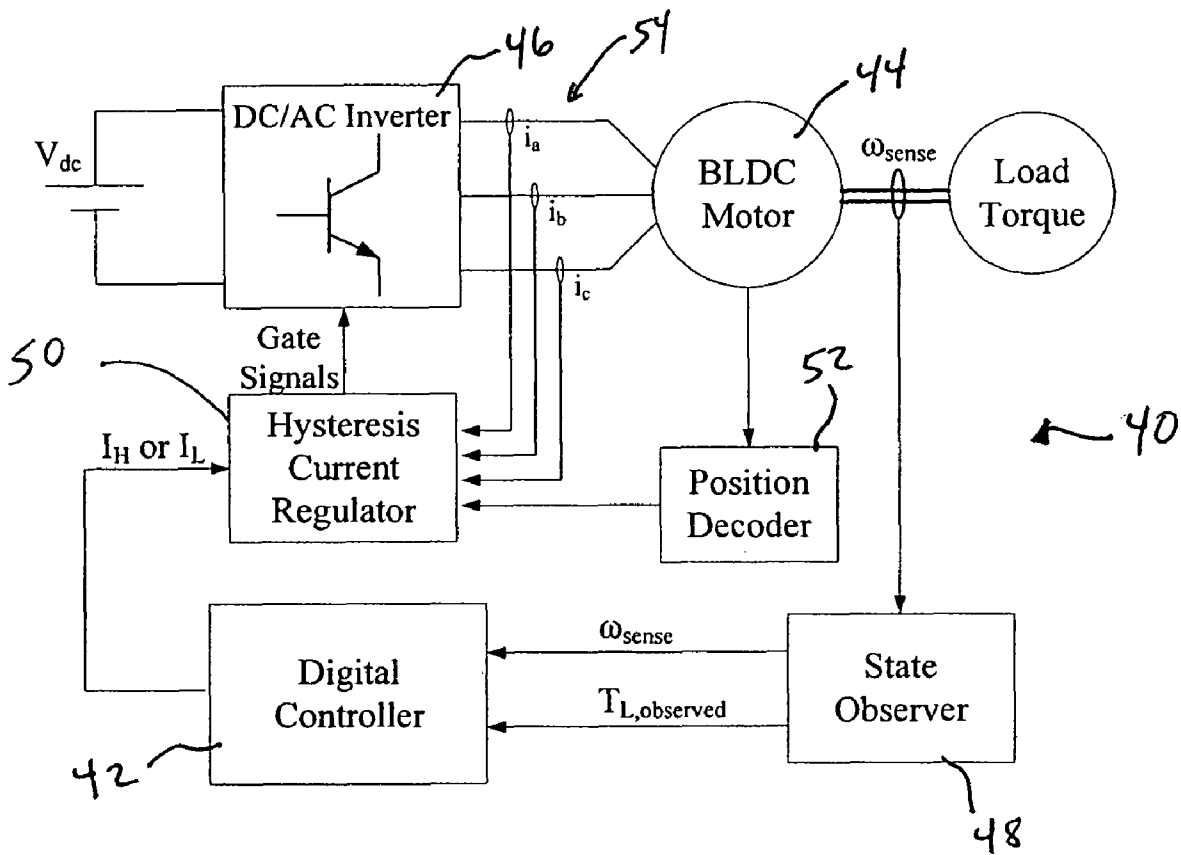 46
54
44
DC/AC Inverter
V_dc
i_a
i_b
i_c
BLDC
Motor
ω_sense
Load
Torque
50
Gate
Signals
52
I_H or I_L
Hysteresis
Current
Regulator
Position
Decoder
40
ω_sense
T_L,observed
Digital
Controller
State
Observer
42
48